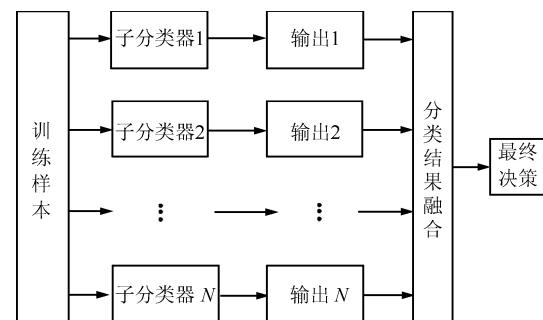 训练样本
子分类器1
输出1
子分类器2
输出2
子分类器 N
输出 N
分类结果融合
最终
决策